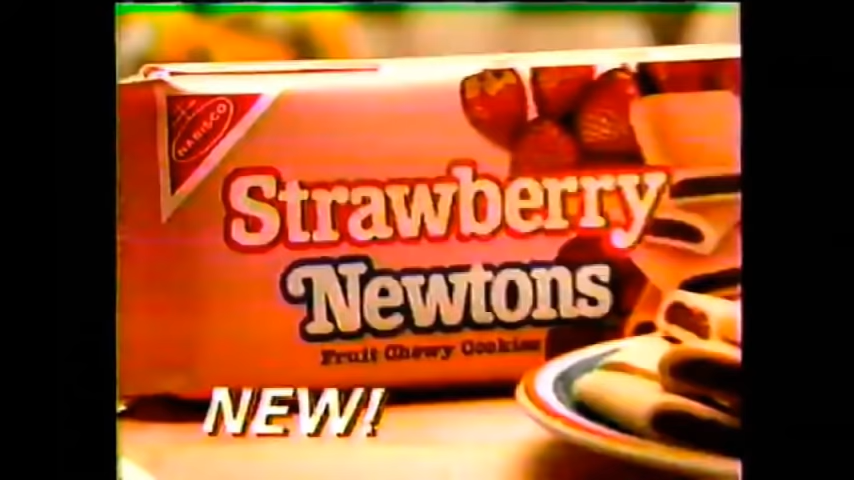 NABISCO
Strawberry
Newtons
Fruit Chewy Cookies
NEW!